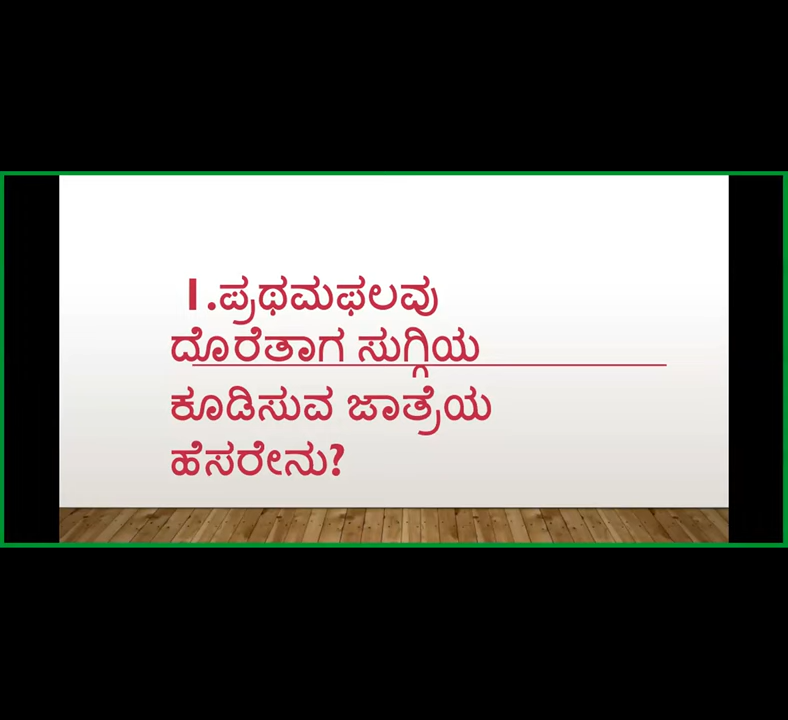 1.ಪ್ರಥಮಫಲವು
ದೊರೆತಾಗ ಸುಗ್ಗಿಯ
ಕೂಡಿಸುವ ಜಾತ್ರೆಯ
ಹೆಸರೇನು?